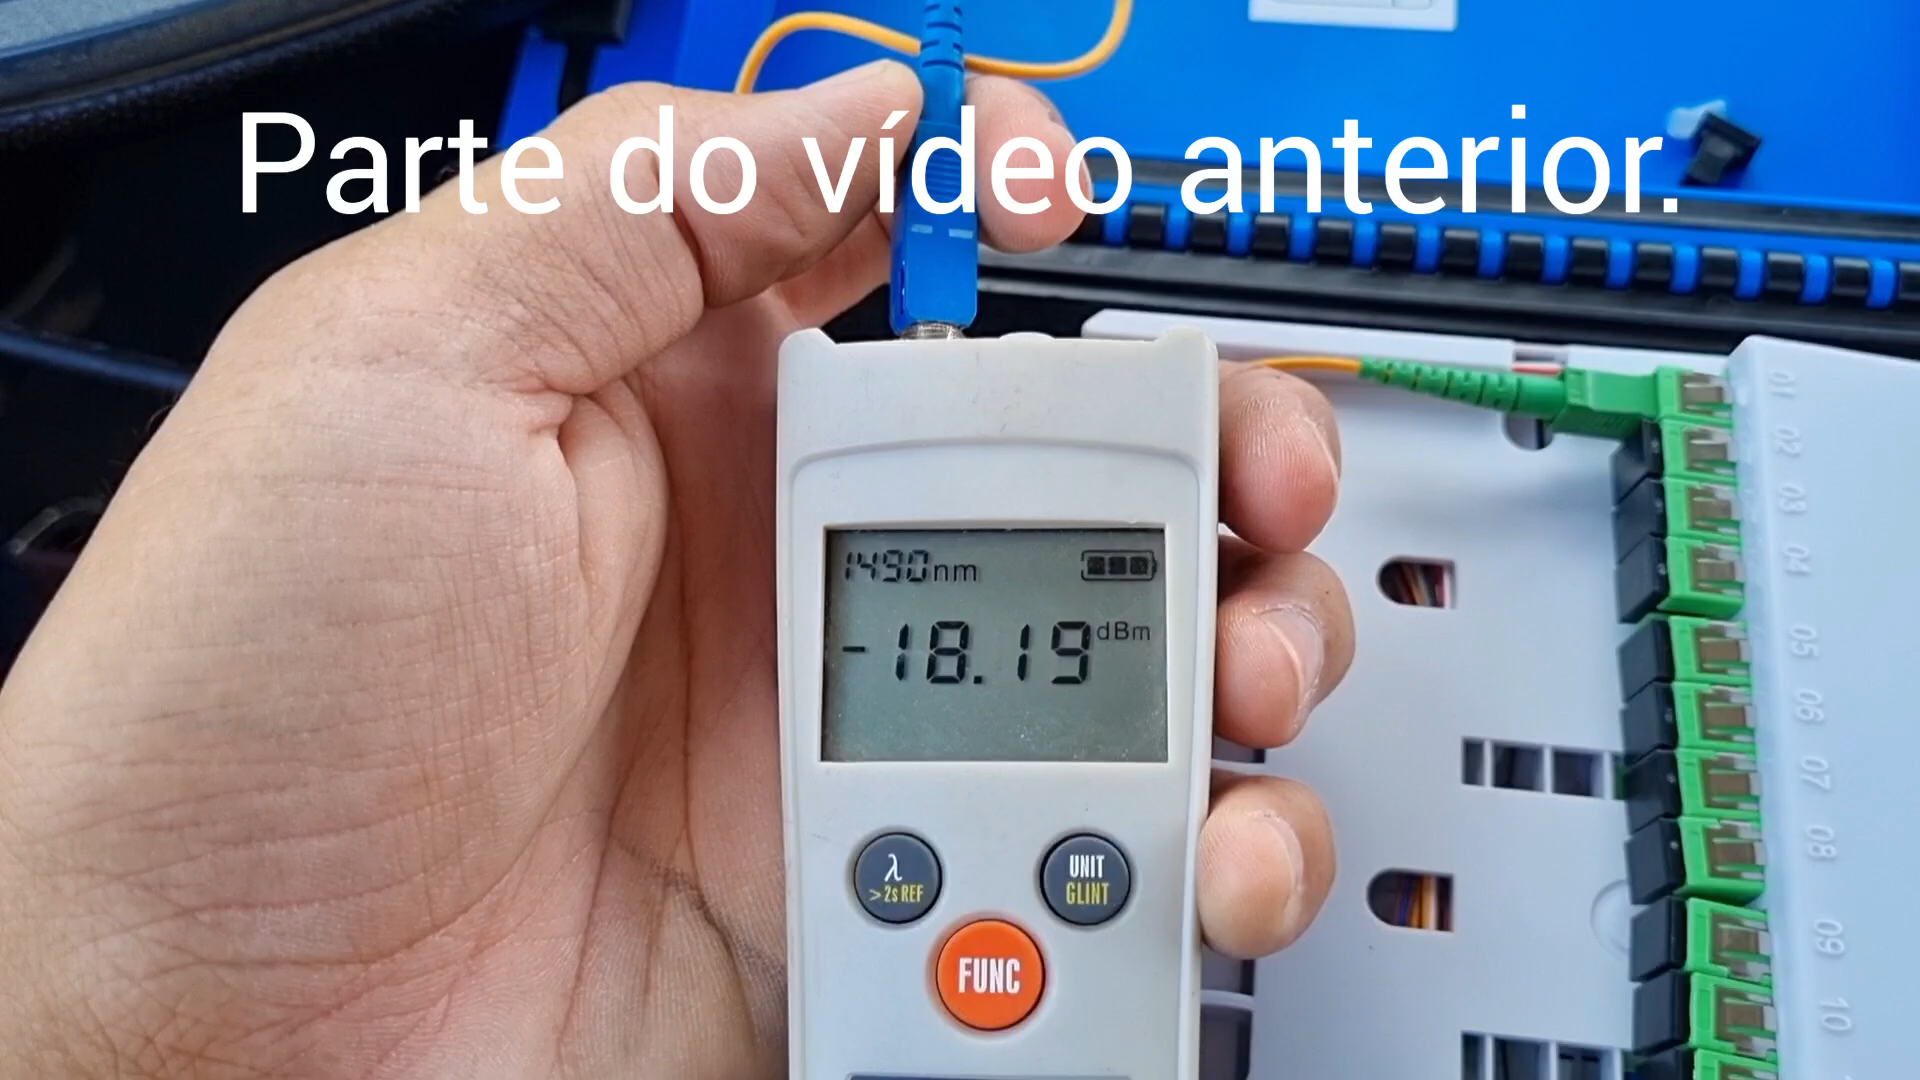 Parte do vídeo anterior.
1490nm
-18.19 dBm
λ
>2s REF
UNIT
GLINT
FUNC
01
02
03
04
05
06
07
08
09
10